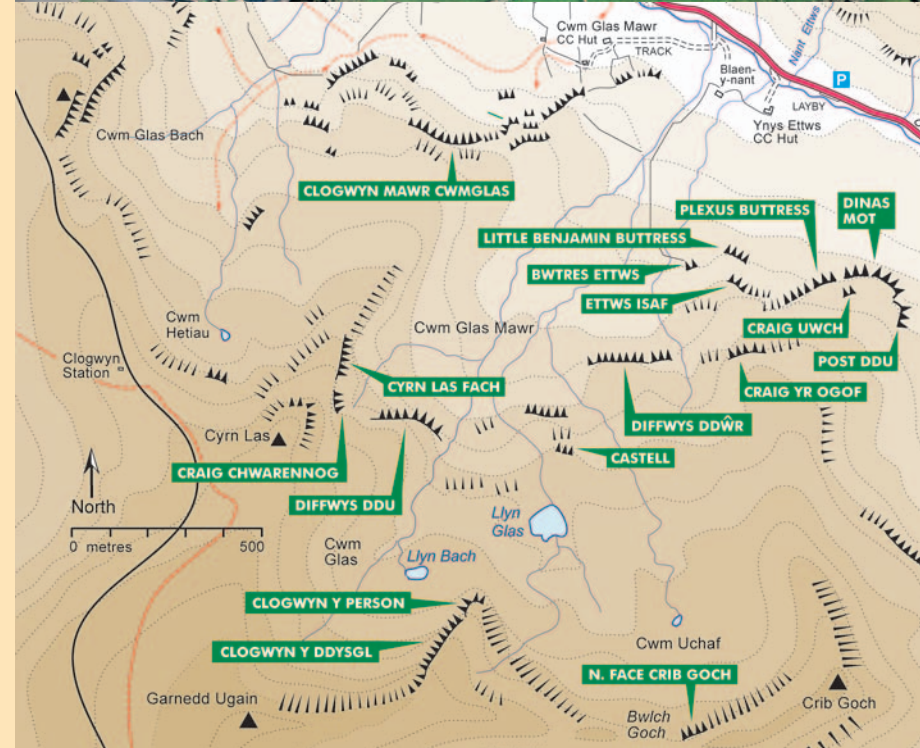 Cwm Glas Mawr
CC Hut
TRACK
Nant Ettws
Blaen-
y-nant
P
LAYBY
Ynys Ettws
CC Hut
Cwm Glas Bach
CLOGWYN MAWR CWMGLAS
PLEXUS BUTTRESS
DINAS
MOT
LITTLE BENJAMIN BUTTRESS
BWTRES ETTWS
ETTWS ISAF
Cwm
Hetiau
Cwm Glas Mawr
CRAIG UWCH
Clogwyn
Station
POST DDU
CYRN LAS FACH
CRAIG YR OGOF
DIFFWYS DDŴR
Cyrn Las
CASTELL
CRAIG CHWARENNOG
DIFFWYS DDU
North
0 metres 500
Llyn
Glas
Cwm
Glas
Llyn Bach
CLOGWYN Y PERSON
CLOGWYN Y DDYSGL
Cwm Uchaf
N. FACE CRIB GOCH
Garnedd Ugain
Bwlch
Goch
Crib Goch